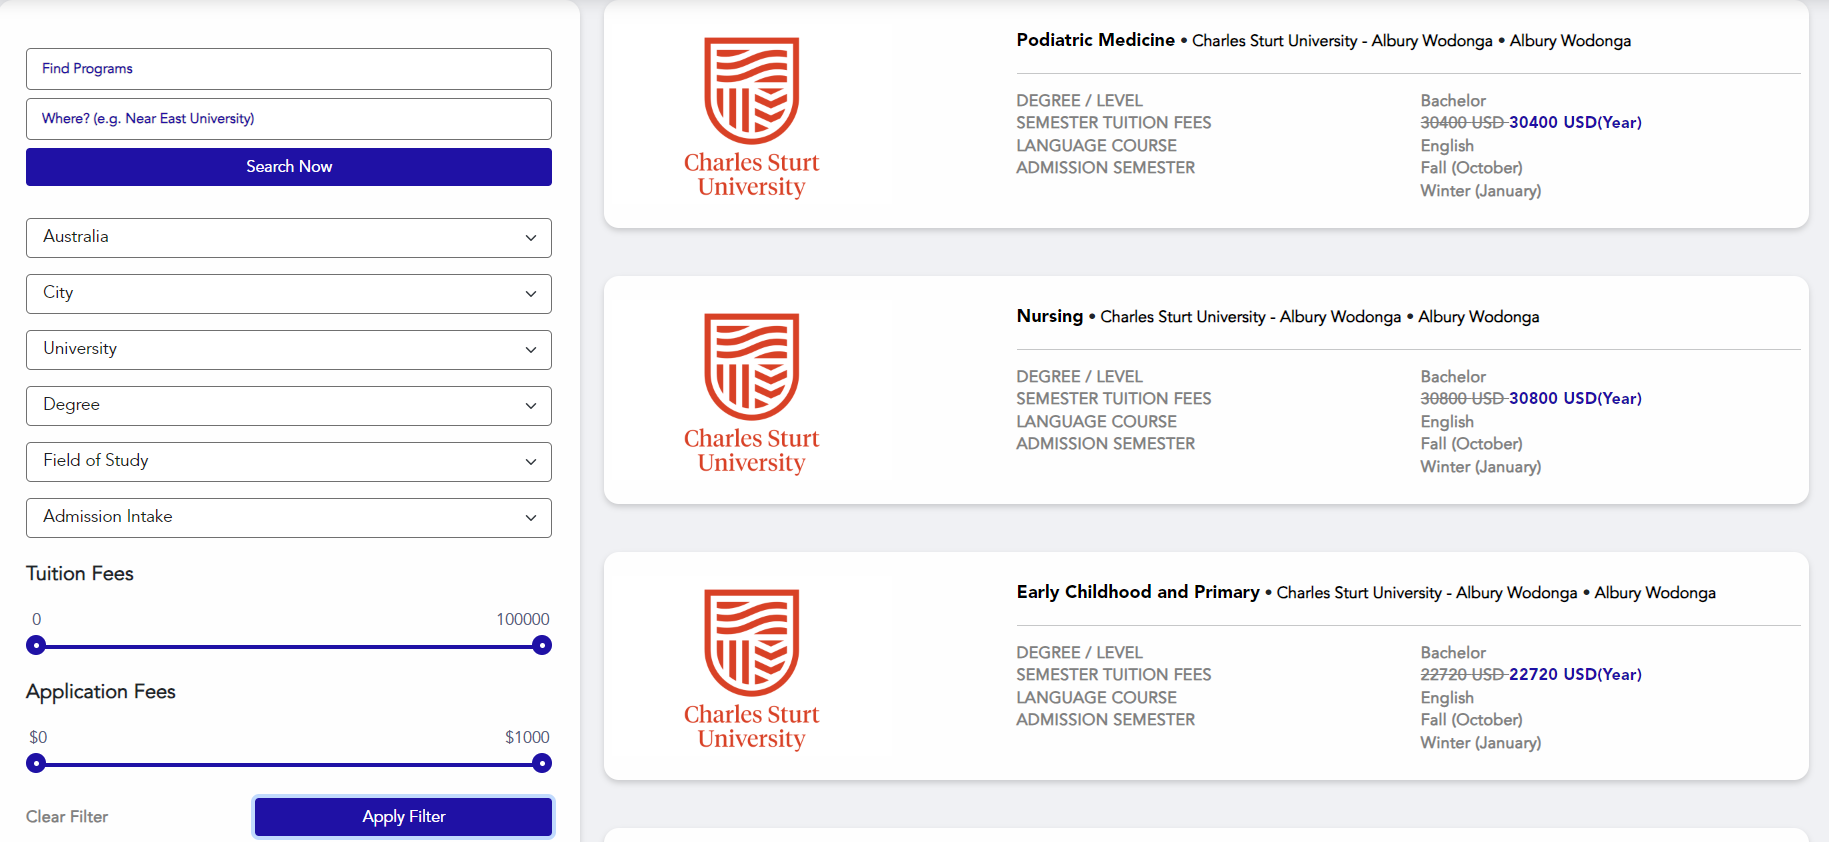 Find Programs
Where? (e.g. Near East University)
Search Now
Australia
City
University
Degree
Field of Study
Admission Intake
Tuition Fees
0 100000
Application Fees
$0 $1000
Clear Filter Apply Filter
Charles Sturt
University
Podiatric Medicine • Charles Sturt University - Albury Wodonga • Albury Wodonga
DEGREE / LEVEL Bachelor
SEMESTER TUITION FEES 30400 USD 30400 USD(Year)
LANGUAGE COURSE English
ADMISSION SEMESTER Fall (October)
Winter (January)
Charles Sturt
University
Nursing • Charles Sturt University - Albury Wodonga • Albury Wodonga
DEGREE / LEVEL Bachelor
SEMESTER TUITION FEES 30800 USD 30800 USD(Year)
LANGUAGE COURSE English
ADMISSION SEMESTER Fall (October)
Winter (January)
Charles Sturt
University
Early Childhood and Primary • Charles Sturt University - Albury Wodonga • Albury Wodonga
DEGREE / LEVEL Bachelor
SEMESTER TUITION FEES 22720 USD 22720 USD(Year)
LANGUAGE COURSE English
ADMISSION SEMESTER Fall (October)
Winter (January)